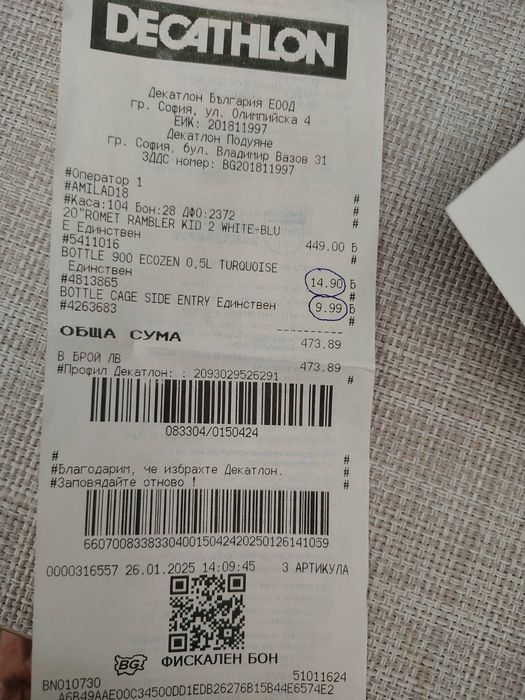 DECATHLON
Декатлон България ЕООД
гр. София, ул. Олимпийска 4
ЕИК: 201811997
Декатлон Подуяне
гр. София, бул. Владимир Вазов 31
ЗДДС номер: BG201811997
#Оператор 1 #
#AMILAD18 #
#Каса:104 Бон:28 ДФО:2372 #
20"ROMET RAMBLER KID 2 WHITE-BLU
E Единствен 449.00 Б
#5411016 #
BOTTLE 900 ECOZEN 0,5L TURQUOISE
Единствен 14.90 Б
#4813865 #
BOTTLE CAGE SIDE ENTRY Единствен 9.99 Б
#4263683 #
------------
ОБЩА СУМА 473.89
В БРОЙ ЛВ 473.89
#Профил Декатлон: : 2093029526291 #
083304/0150424
# #
#Благодарим, че избрахте Декатлон. #
#Заповядайте отново ! #
660700833833040015042420250126141059
0000316557 26.01.2025 14:09:45 3 АРТИКУЛА
BG ФИСКАЛЕН БОН
BN010730 51011624
A6B49AAE00C34500DD1EDB26276B15B44E6574E2